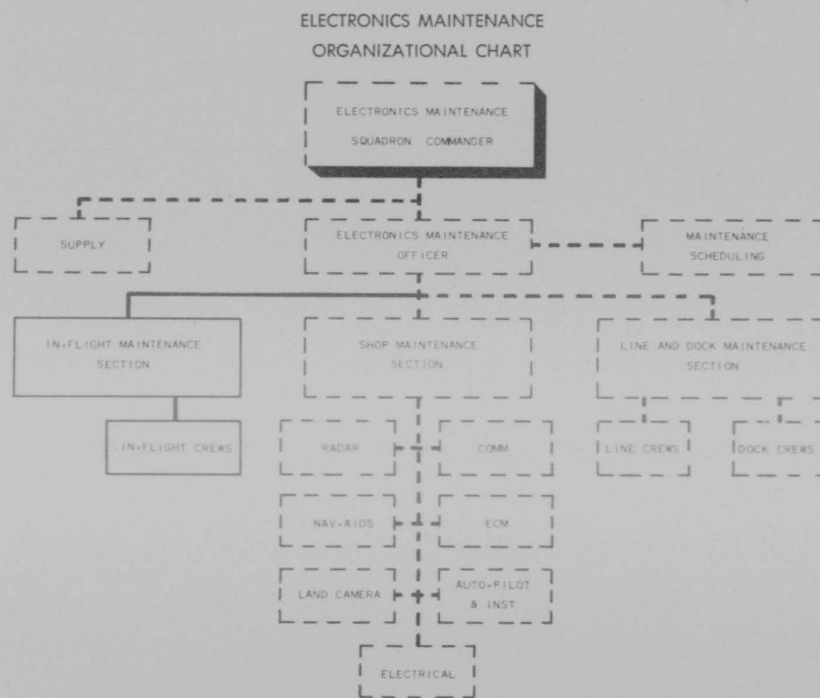 ELECTRONICS MAINTENANCE
ORGANIZATIONAL CHART
ELECTRONICS MAINTENANCE
SQUADRON COMMANDER
SUPPLY
ELECTRONICS MAINTENANCE
OFFICER
MAINTENANCE
SCHEDULING
IN-FLIGHT MAINTENANCE
SECTION
SHOP MAINTENANCE
SECTION
LINE AND DOCK MAINTENANCE
SECTION
IN-FLIGHT CREWS
RADAR
COMM
LINE CREWS
DOCK CREWS
NAV-AIDS
ECM
LAND CAMERA
AUTO-PILOT
& INST
ELECTRICAL